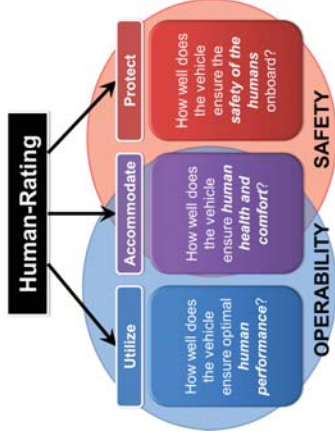 Human-Rating
Utilize
How well does
the vehicle
ensure optimal
human
performance?
Accommodate
How well does
the vehicle
ensure human
health and
comfort?
Protect
How well does
the vehicle
ensure the
safety of the
humans
onboard?
OPERABILITY
SAFETY